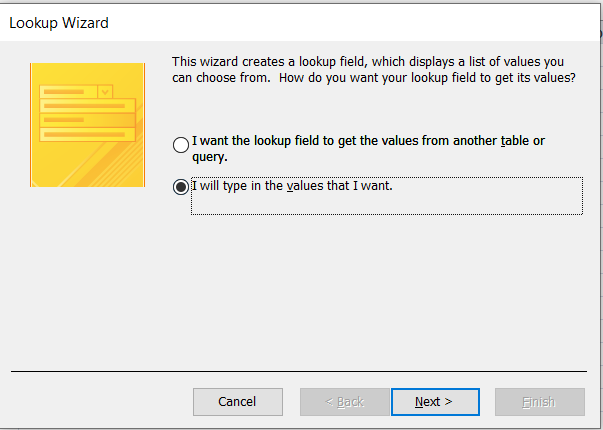 Lookup Wizard
This wizard creates a lookup field, which displays a list of values you
can choose from.  How do you want your lookup field to get its values?
I want the lookup field to get the values from another table or
query.
I will type in the values that I want.
Cancel
< Back
Next >
Finish